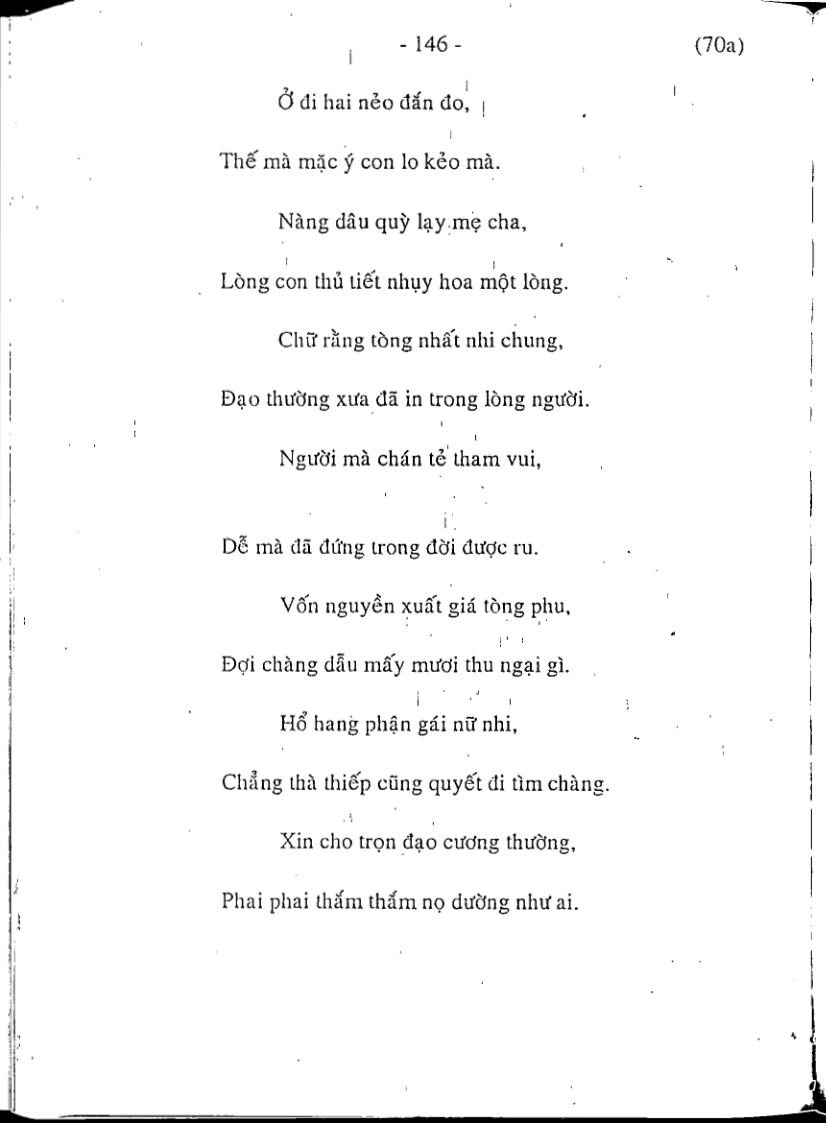 - 146 - (70a)
Ở đi hai nẻo đắn đo,
Thế mà mặc ý con lo kẻo mà.
Nàng dâu quỳ lạy mẹ cha,
Lòng con thủ tiết nhụy hoa một lòng.
Chữ rằng tòng nhất nhi chung,
Đạo thường xưa đã in trong lòng người.
Người mà chán tẻ tham vui,
Dễ mà đã đứng trong đời được ru.
Vốn nguyền xuất giá tòng phu,
Đợi chàng dẫu mấy mươi thu ngại gì.
Hổ hang phận gái nữ nhi,
Chẳng thà thiếp cũng quyết đi tìm chàng.
Xin cho trọn đạo cương thường,
Phai phai thắm thắm nọ dường như ai.